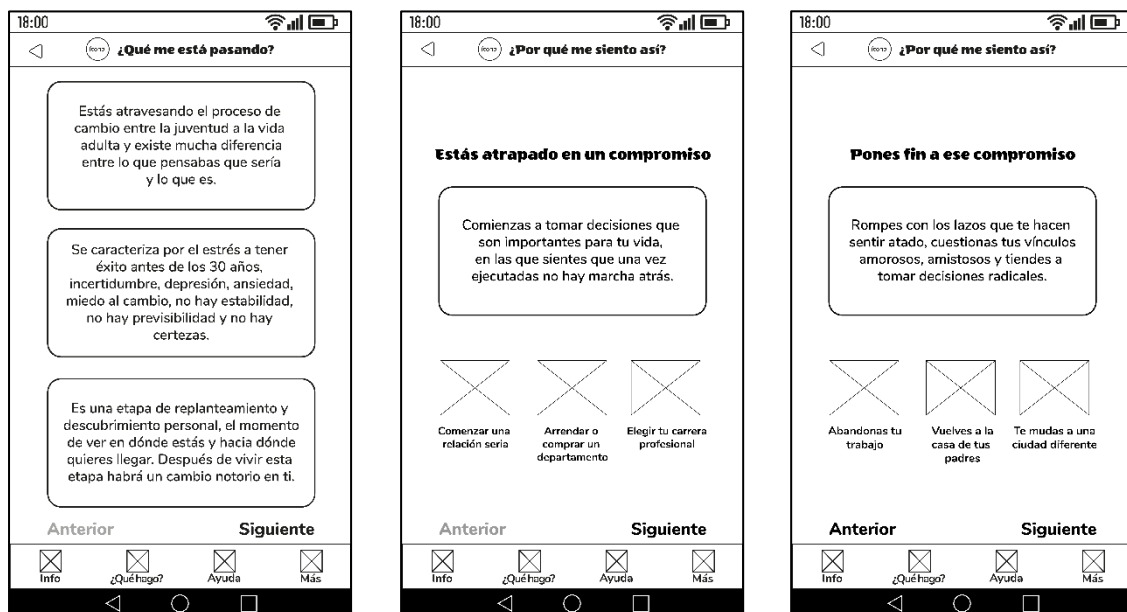 18:00
icono ¿Qué me está pasando?
Estás atravesando el proceso de
cambio entre la juventud a la vida
adulta y existe mucha diferencia
entre lo que pensabas que sería
y lo que es.
Se caracteriza por el estrés a tener
éxito antes de los 30 años,
incertidumbre, depresión, ansiedad,
miedo al cambio, no hay estabilidad,
no hay previsibilidad y no hay
certezas.
Es una etapa de replanteamiento y
descubrimiento personal, el momento
de ver en dónde estás y hacia dónde
quieres llegar. Después de vivir esta
etapa habrá un cambio notorio en ti.
Anterior Siguiente
Info ¿Qué hago? Ayuda Más
18:00
icono ¿Por qué me siento así?
Estás atrapado en un compromiso
Comienzas a tomar decisiones que
son importantes para tu vida,
en las que sientes que una vez
ejecutadas no hay marcha atrás.
Comenzar una
relación seria
Arrendar o
comprar un
departamento
Elegir tu carrera
profesional
Anterior Siguiente
Info ¿Qué hago? Ayuda Más
18:00
icono ¿Por qué me siento así?
Pones fin a ese compromiso
Rompes con los lazos que te hacen
sentir atado, cuestionas tus vínculos
amorosos, amistosos y tiendes a
tomar decisiones radicales.
Abandonas tu
trabajo
Vuelves a la
casa de tus
padres
Te mudas a una
ciudad diferente
Anterior Siguiente
Info ¿Qué hago? Ayuda Más